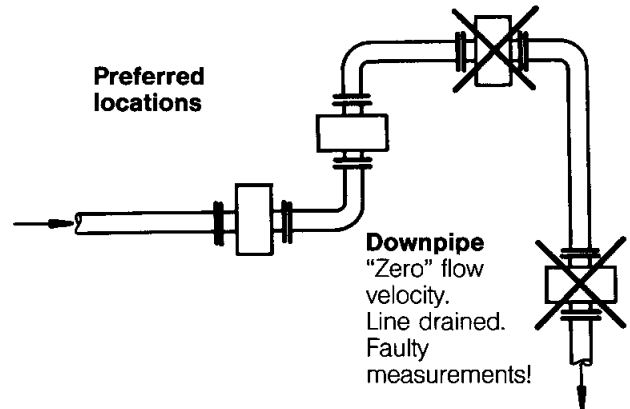 Preferred
locations
Downpipe
“Zero” flow
velocity.
Line drained.
Faulty
measurements!